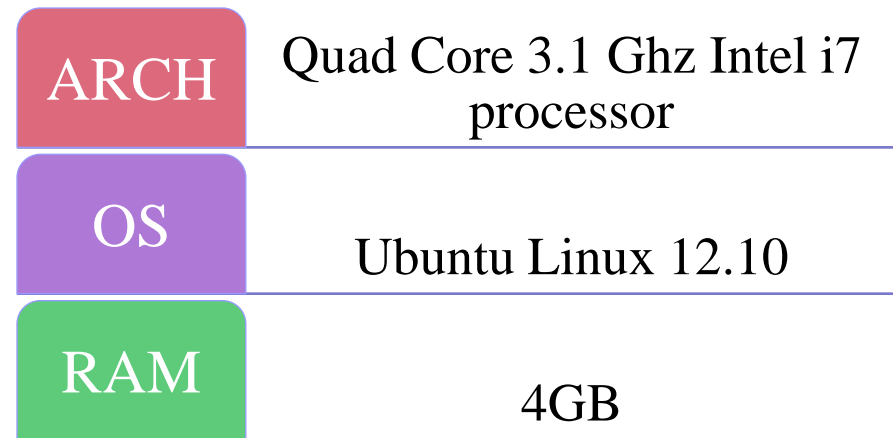 ARCH
Quad Core 3.1 Ghz Intel i7
processor
OS
Ubuntu Linux 12.10
RAM
4GB